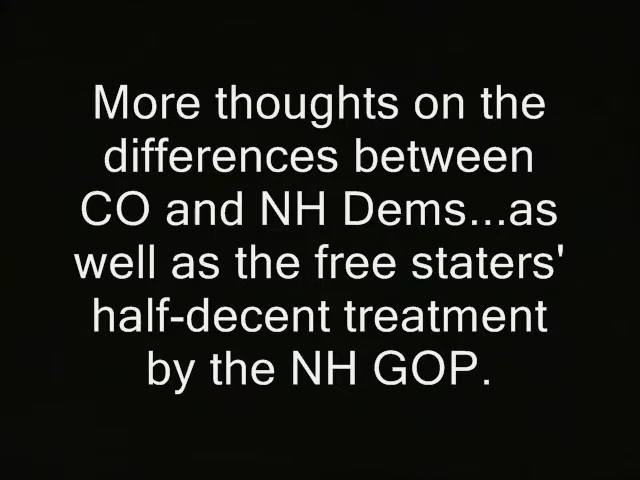 More thoughts on the
differences between
CO and NH Dems...as
well as the free staters'
half-decent treatment
by the NH GOP.